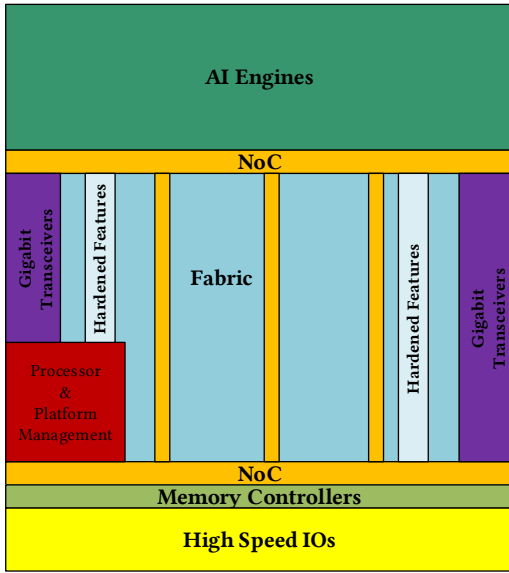 AI Engines
NoC
Gigabit
Transceivers
Hardened Features
Fabric
Hardened Features
Gigabit
Transceivers
Processor
&
Platform
Management
NoC
Memory Controllers
High Speed IOs